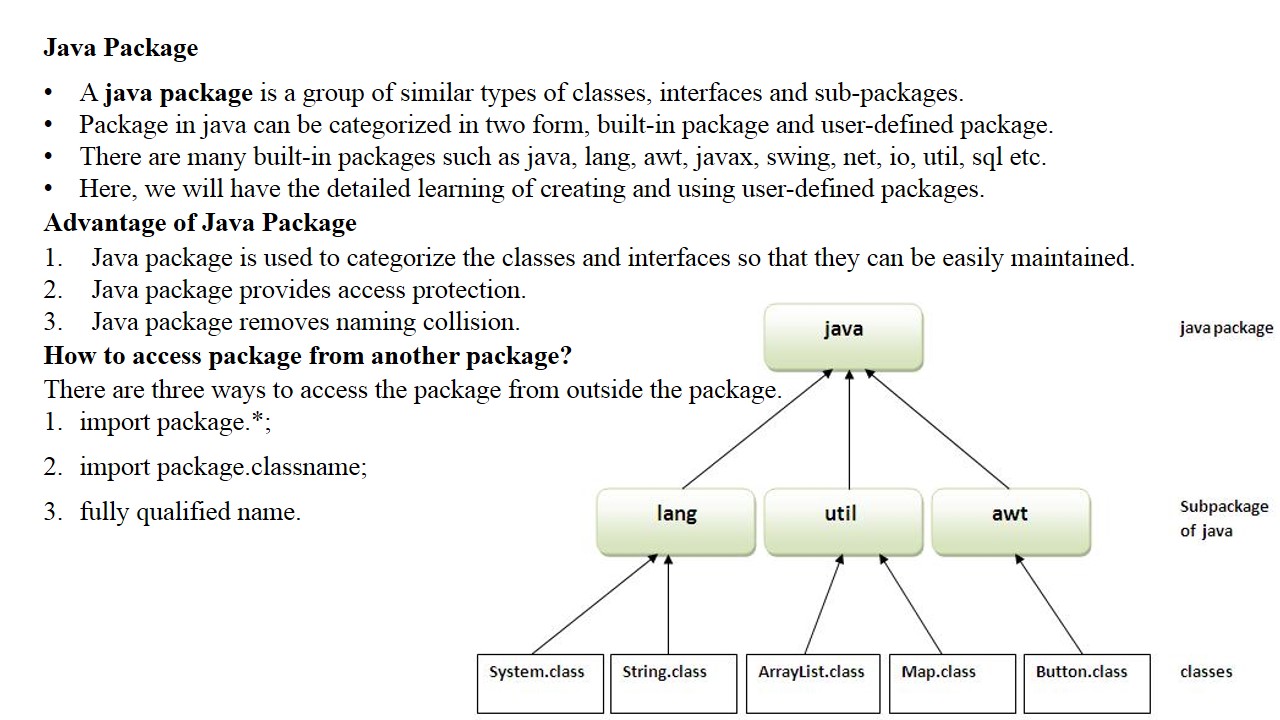 Java Package
• A java package is a group of similar types of classes, interfaces and sub-packages.
• Package in java can be categorized in two form, built-in package and user-defined package.
• There are many built-in packages such as java, lang, awt, javax, swing, net, io, util, sql etc.
• Here, we will have the detailed learning of creating and using user-defined packages.
Advantage of Java Package
1. Java package is used to categorize the classes and interfaces so that they can be easily maintained.
2. Java package provides access protection.
3. Java package removes naming collision.
How to access package from another package?
There are three ways to access the package from outside the package.
1. import package.*;
2. import package.classname;
3. fully qualified name.
java
java package
lang
util
awt
Subpackage
of java
System.class
String.class
ArrayList.class
Map.class
Button.class
classes